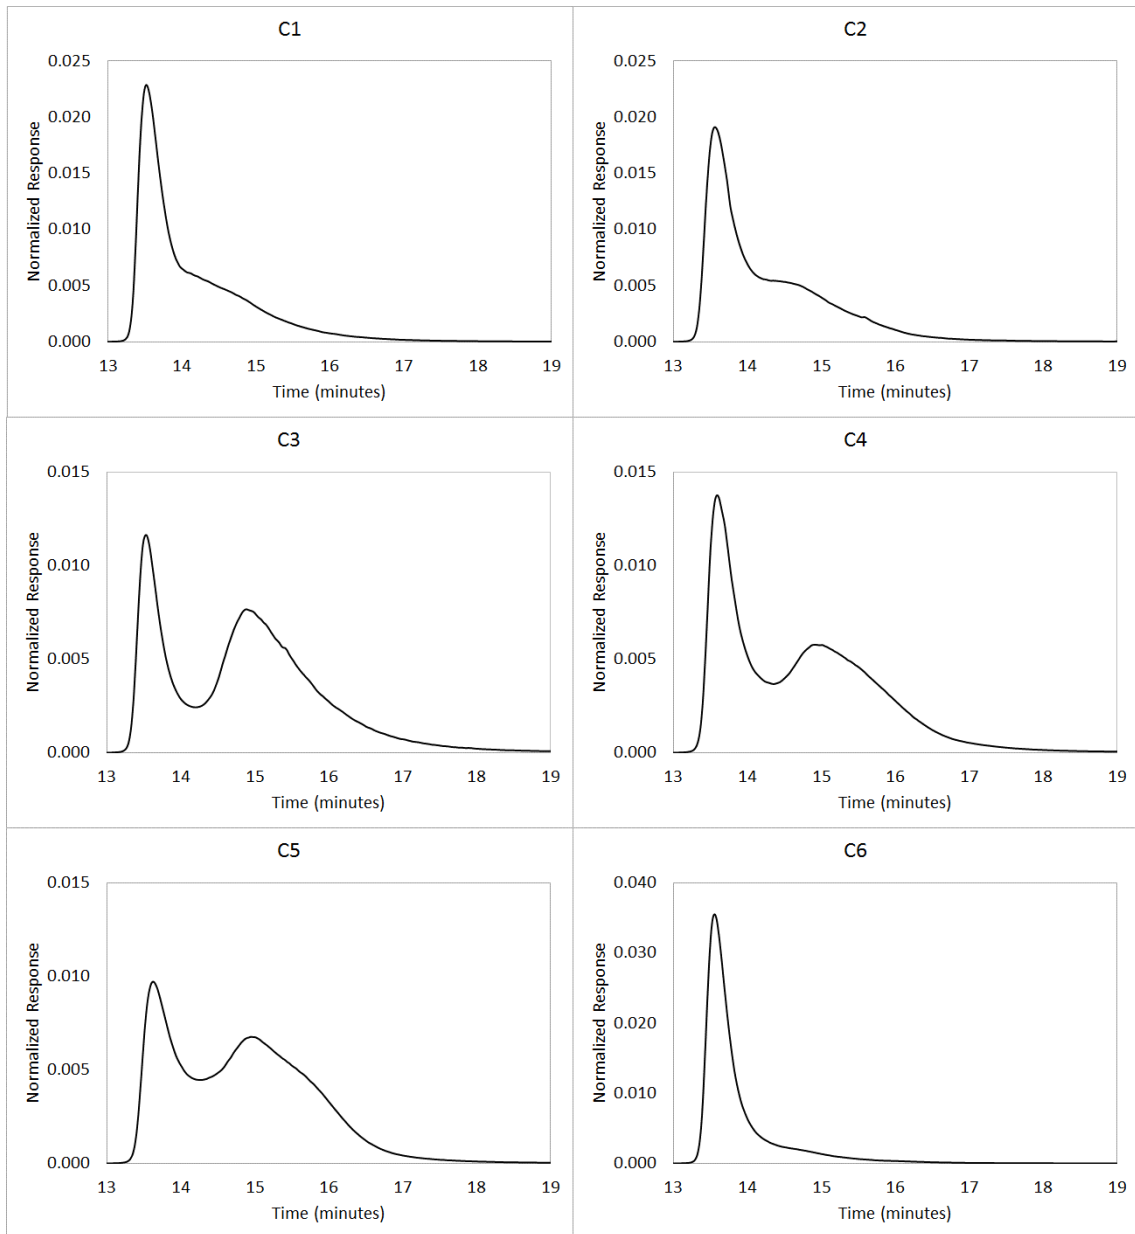 C1
0.025
0.020
0.015
0.010
0.005
0.000
Normalized Response
13 14 15 16 17 18 19
Time (minutes)
C2
0.025
0.020
0.015
0.010
0.005
0.000
Normalized Response
13 14 15 16 17 18 19
Time (minutes)
C3
0.015
0.010
0.005
0.000
Normalized Response
13 14 15 16 17 18 19
Time (minutes)
C4
0.015
0.010
0.005
0.000
Normalized Response
13 14 15 16 17 18 19
Time (minutes)
C5
0.015
0.010
0.005
0.000
Normalized Response
13 14 15 16 17 18 19
Time (minutes)
C6
0.040
0.030
0.020
0.010
0.000
Normalized Response
13 14 15 16 17 18 19
Time (minutes)